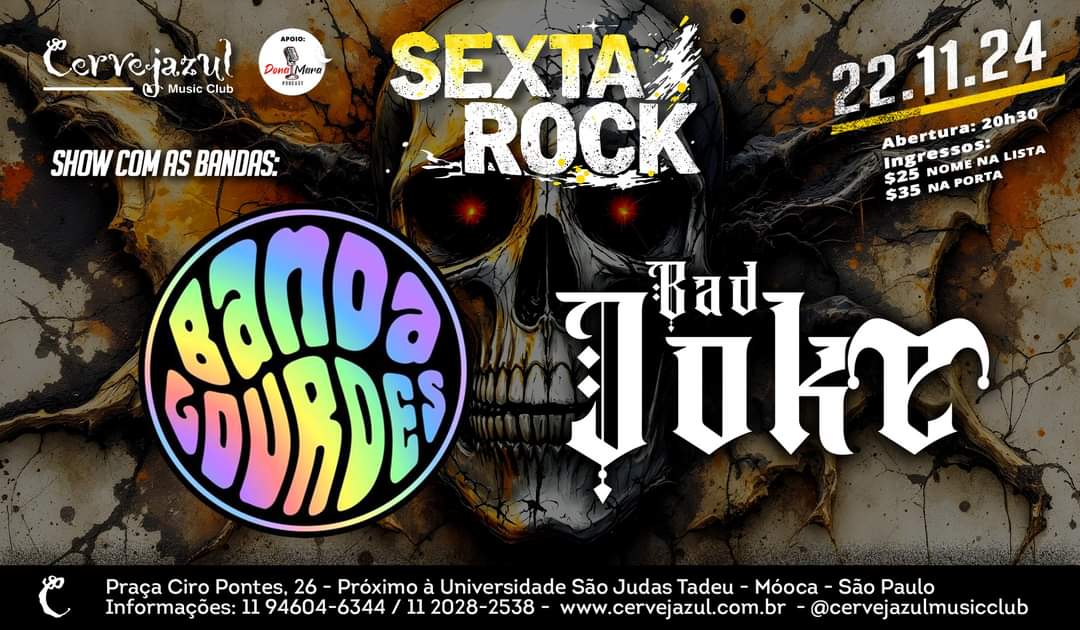 Cervejazul
Music Club
APOIO:
Dona Mara
PODCAST
SEXTA
ROCK
22.11.24
Abertura: 20h30
Ingressos:
$25 NOME NA LISTA
$35 NA PORTA
SHOW COM AS BANDAS:
BANDA
LOURDES
Bad
Joke
Praça Ciro Pontes, 26 - Próximo à Universidade São Judas Tadeu - Móoca - São Paulo
Informações: 11 94604-6344 / 11 2028-2538 - www.cervejazul.com.br - @cervejazulmusicclub